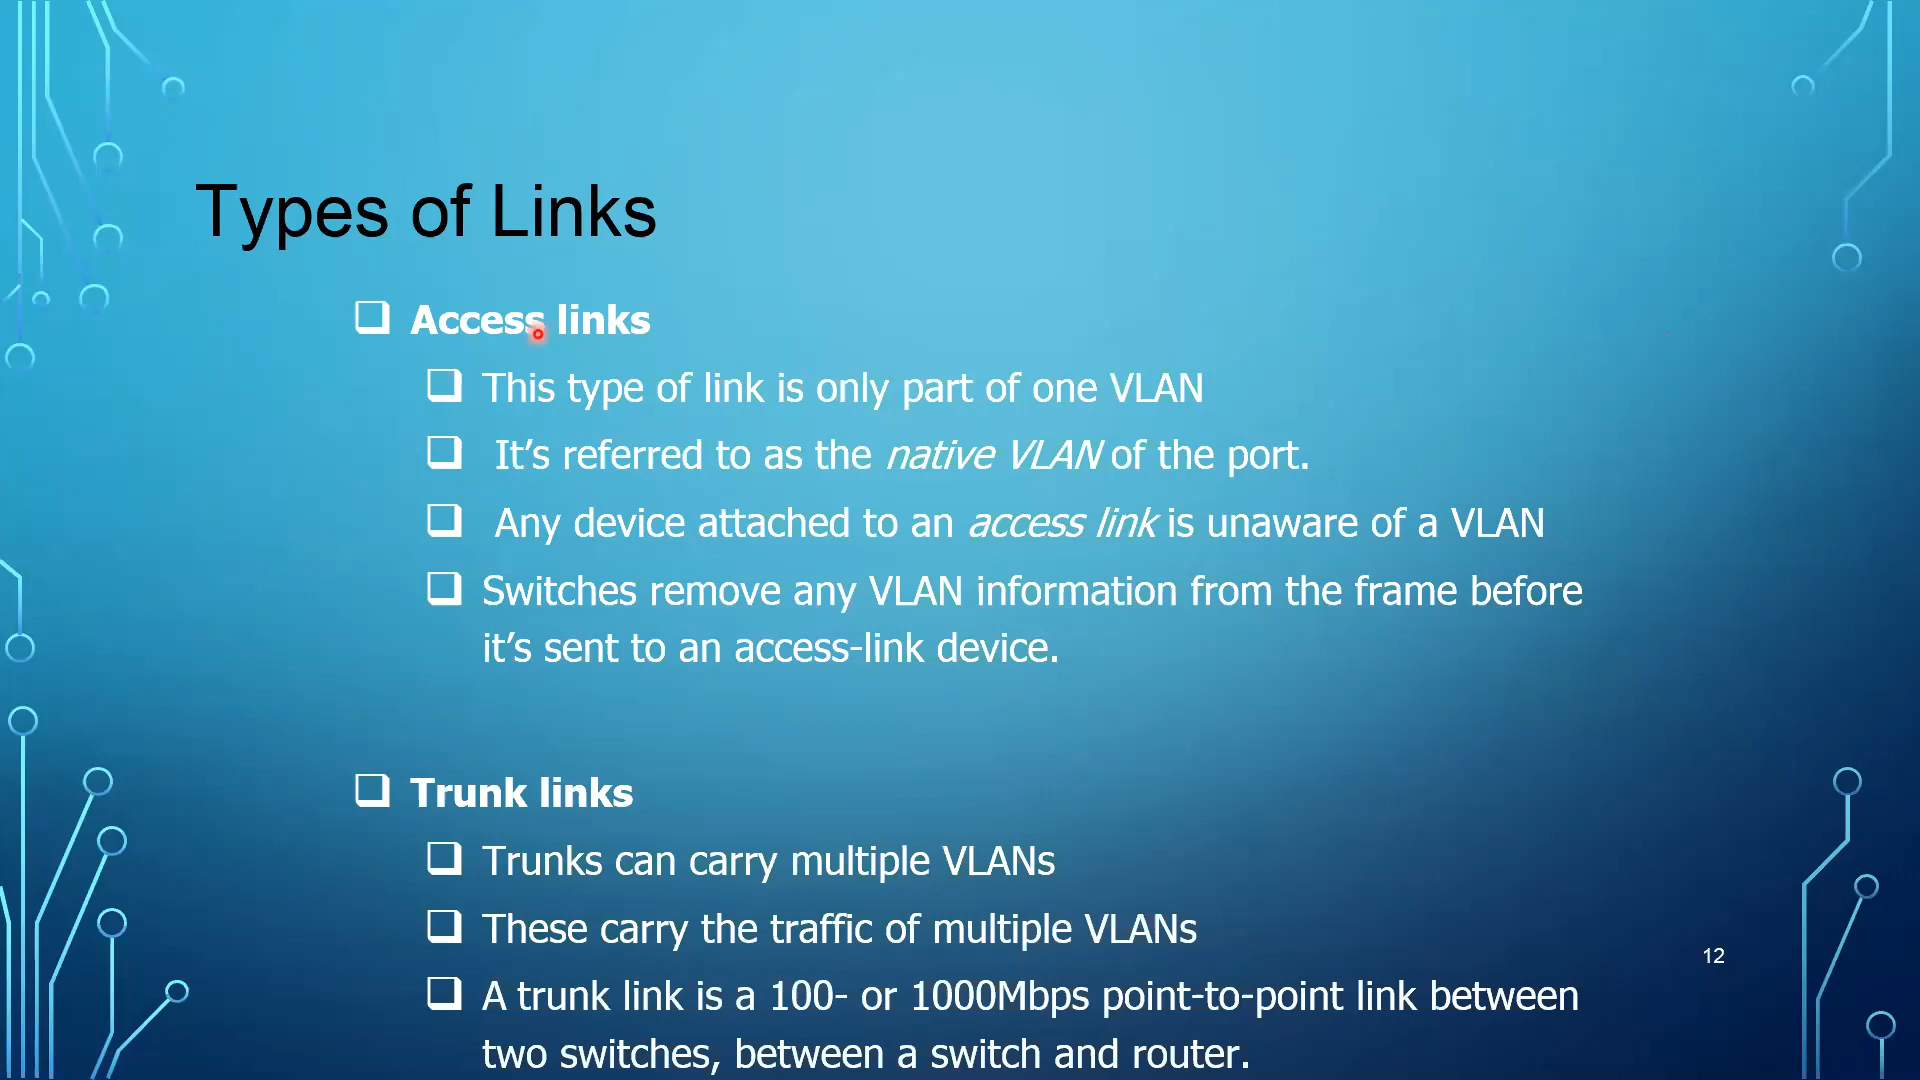 Types of Links
Access links
This type of link is only part of one VLAN
It’s referred to as the native VLAN of the port.
Any device attached to an access link is unaware of a VLAN
Switches remove any VLAN information from the frame before
it’s sent to an access-link device.
Trunk links
Trunks can carry multiple VLANs
These carry the traffic of multiple VLANs
12
A trunk link is a 100- or 1000Mbps point-to-point link between
two switches, between a switch and router.